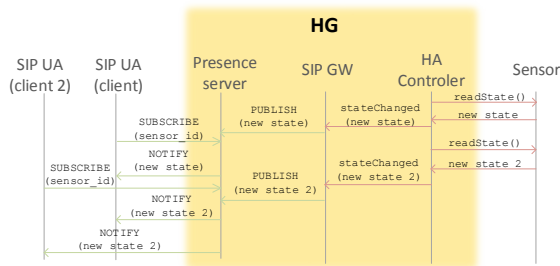 HG
SIP UA
(client 2)
SIP UA
(client)
Presence
server
SIP GW
HA
Controler
Sensor
readState()
new state
stateChanged
(new state)
PUBLISH
(new state)
SUBSCRIBE
(sensor_id)
readState()
NOTIFY
(new state)
new state 2
stateChanged
(new state 2)
SUBSCRIBE
(sensor_id)
PUBLISH
(new state 2)
NOTIFY
(new state 2)
NOTIFY
(new state 2)